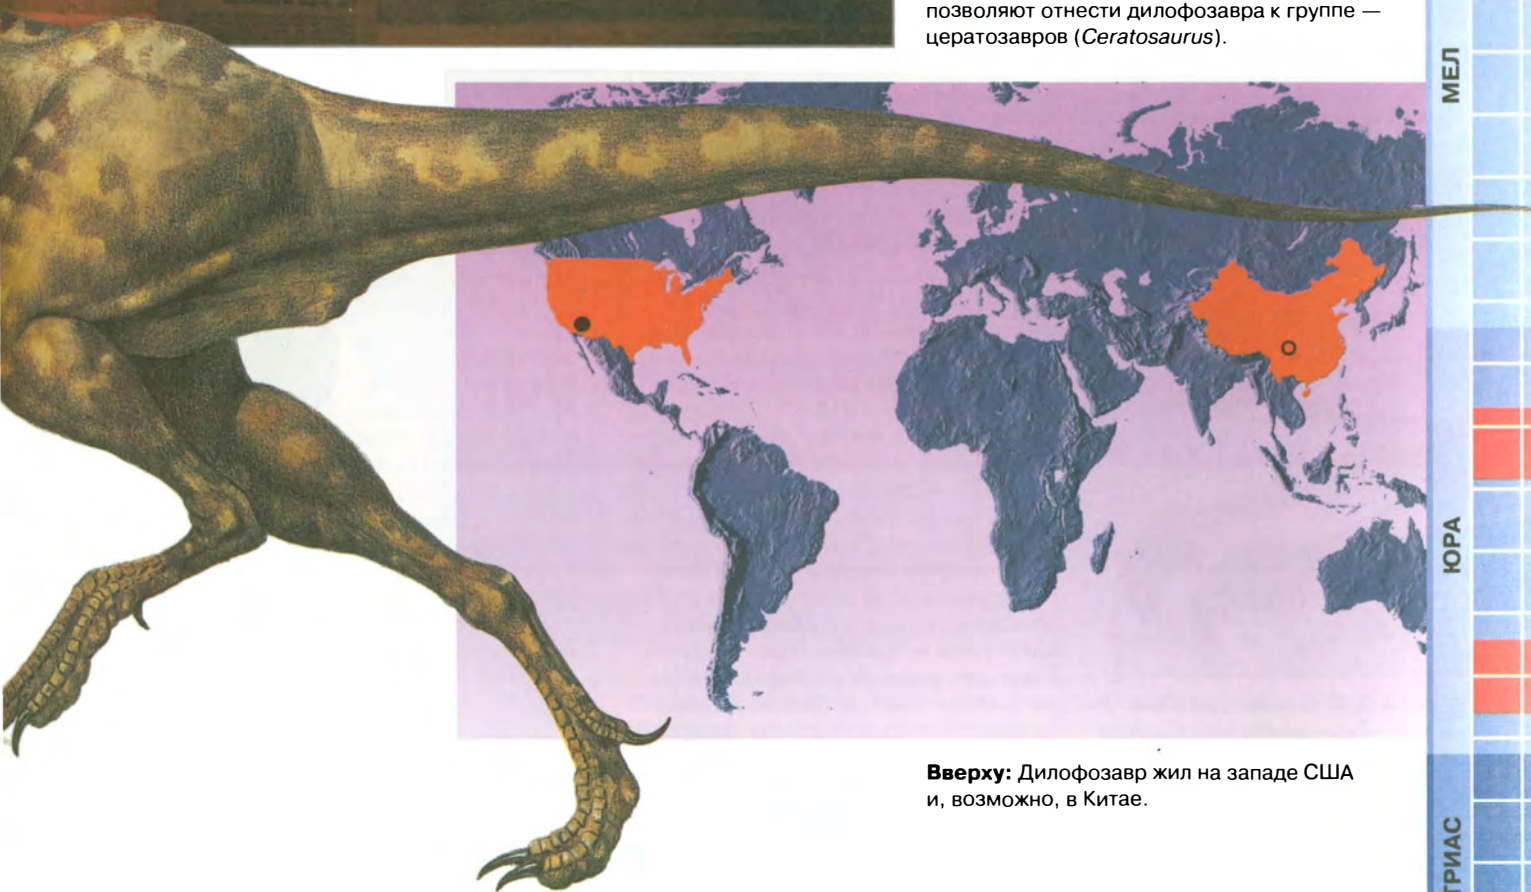 позволяют отнести дилофозавра к группе —
цератозавров (Ceratosaurus).
МЕЛ
ЮРА
Вверху: Дилофозавр жил на западе США
и, возможно, в Китае.
ТРИАС